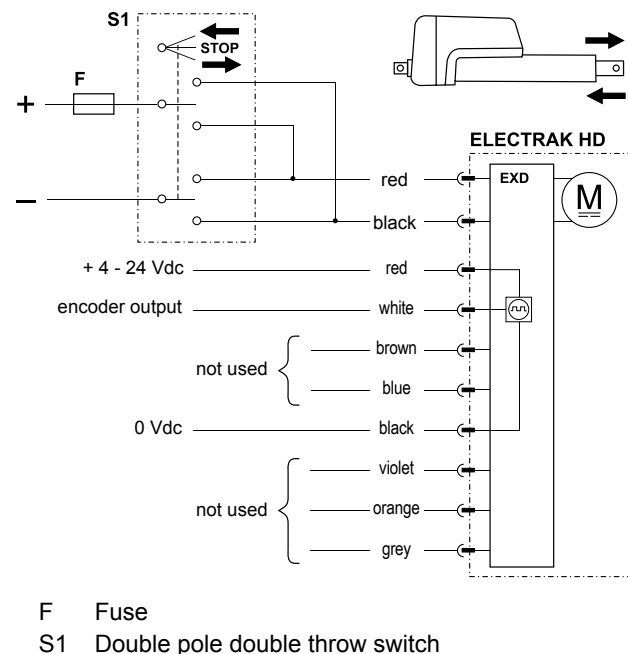 S1
STOP
F
+
–
ELECTRAK HD
EXD
M
red
black
+ 4 - 24 Vdc red
encoder output white
not used
brown
blue
0 Vdc black
not used
violet
orange
grey
F Fuse
S1 Double pole double throw switch